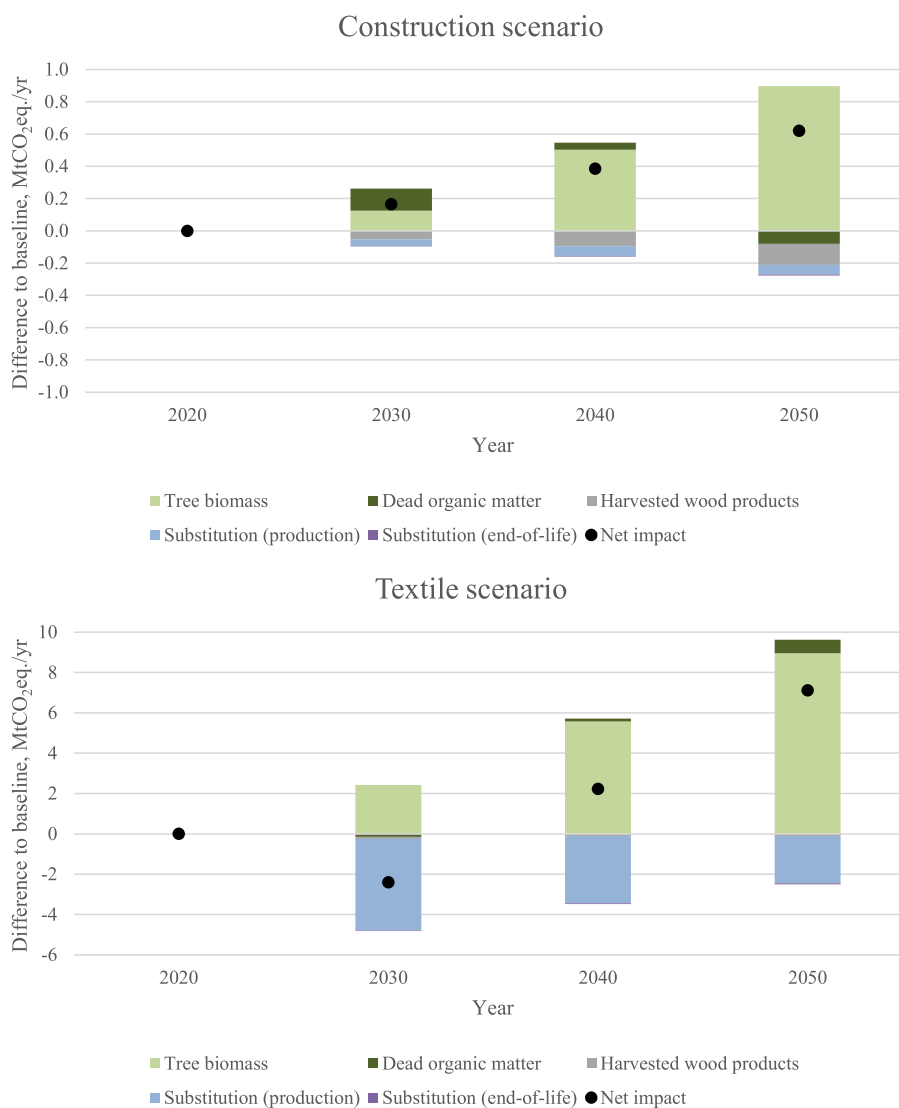 Construction scenario
Difference to baseline, MtCO₂eq./yr
1.0
0.8
0.6
0.4
0.2
0.0
-0.2
-0.4
-0.6
-0.8
-1.0
2020 2030 2040 2050
Year
Tree biomass Dead organic matter Harvested wood products
Substitution (production) Substitution (end-of-life) Net impact
Textile scenario
Difference to baseline, MtCO₂eq./yr
10
8
6
4
2
0
-2
-4
-6
2020 2030 2040 2050
Year
Tree biomass Dead organic matter Harvested wood products
Substitution (production) Substitution (end-of-life) Net impact